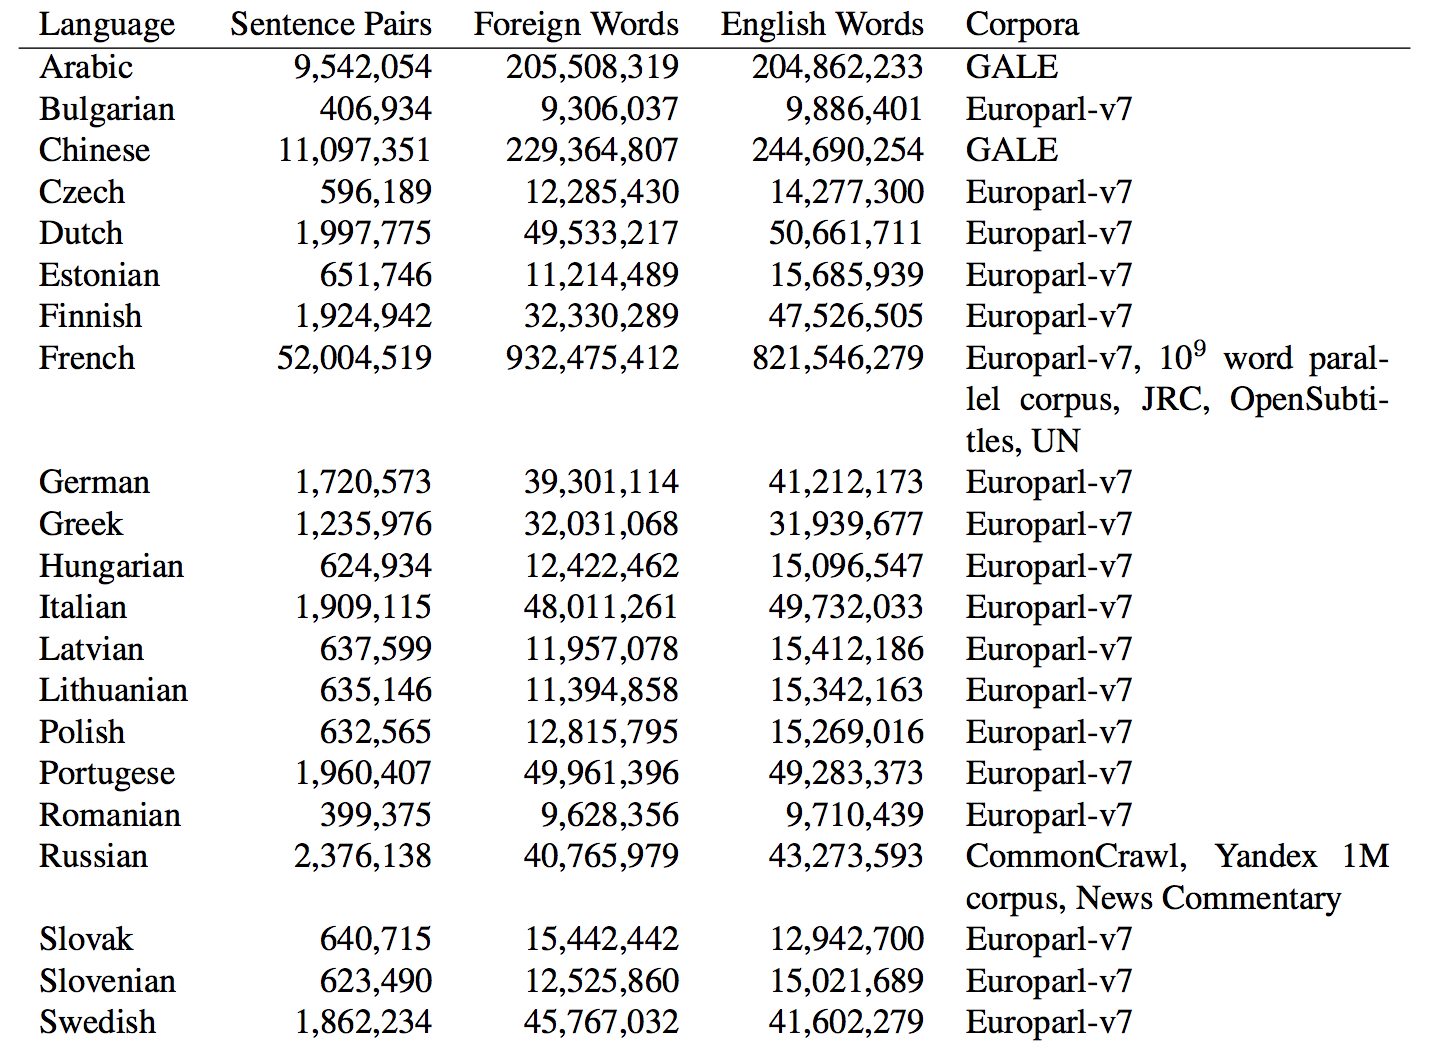 Language Sentence Pairs Foreign Words English Words Corpora
Arabic 9,542,054 205,508,319 204,862,233 GALE
Bulgarian 406,934 9,306,037 9,886,401 Europarl-v7
Chinese 11,097,351 229,364,807 244,690,254 GALE
Czech 596,189 12,285,430 14,277,300 Europarl-v7
Dutch 1,997,775 49,533,217 50,661,711 Europarl-v7
Estonian 651,746 11,214,489 15,685,939 Europarl-v7
Finnish 1,924,942 32,330,289 47,526,505 Europarl-v7
French 52,004,519 932,475,412 821,546,279 Europarl-v7, 10⁹ word paral-
lel corpus, JRC, OpenSubti-
tles, UN
German 1,720,573 39,301,114 41,212,173 Europarl-v7
Greek 1,235,976 32,031,068 31,939,677 Europarl-v7
Hungarian 624,934 12,422,462 15,096,547 Europarl-v7
Italian 1,909,115 48,011,261 49,732,033 Europarl-v7
Latvian 637,599 11,957,078 15,412,186 Europarl-v7
Lithuanian 635,146 11,394,858 15,342,163 Europarl-v7
Polish 632,565 12,815,795 15,269,016 Europarl-v7
Portugese 1,960,407 49,961,396 49,283,373 Europarl-v7
Romanian 399,375 9,628,356 9,710,439 Europarl-v7
Russian 2,376,138 40,765,979 43,273,593 CommonCrawl, Yandex 1M
corpus, News Commentary
Slovak 640,715 15,442,442 12,942,700 Europarl-v7
Slovenian 623,490 12,525,860 15,021,689 Europarl-v7
Swedish 1,862,234 45,767,032 41,602,279 Europarl-v7